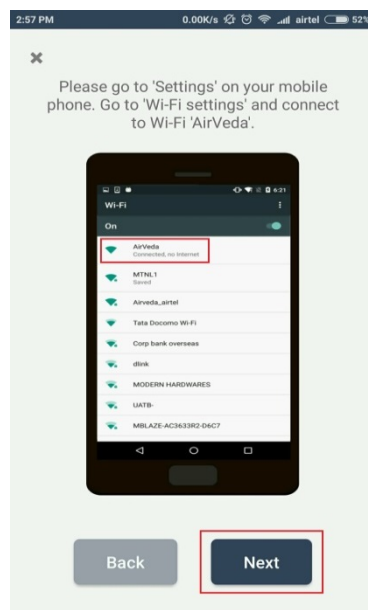 2:57 PM 0.00K/s airtel 52%
Please go to 'Settings' on your mobile
phone. Go to 'Wi-Fi settings' and connect
to Wi-Fi 'AirVeda'.
6:21
Wi-Fi
On
AirVeda
Connected, no Internet
MTNL1
Saved
Airveda_airtel
Tata Docomo Wi-Fi
Corp bank overseas
dlink
MODERN HARDWARES
UATB-
MBLAZE-AC3633R2-D6C7
Back Next